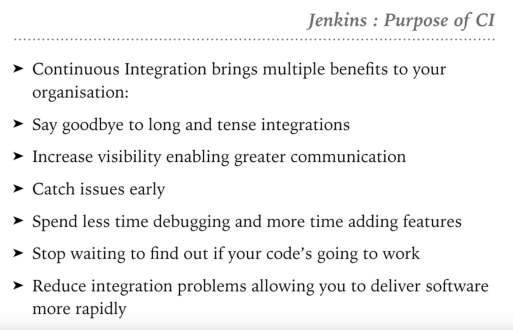 Jenkins : Purpose of CI
➤ Continuous Integration brings multiple benefits to your
organisation:
➤ Say goodbye to long and tense integrations
➤ Increase visibility enabling greater communication
➤ Catch issues early
➤ Spend less time debugging and more time adding features
➤ Stop waiting to find out if your code’s going to work
➤ Reduce integration problems allowing you to deliver software
more rapidly